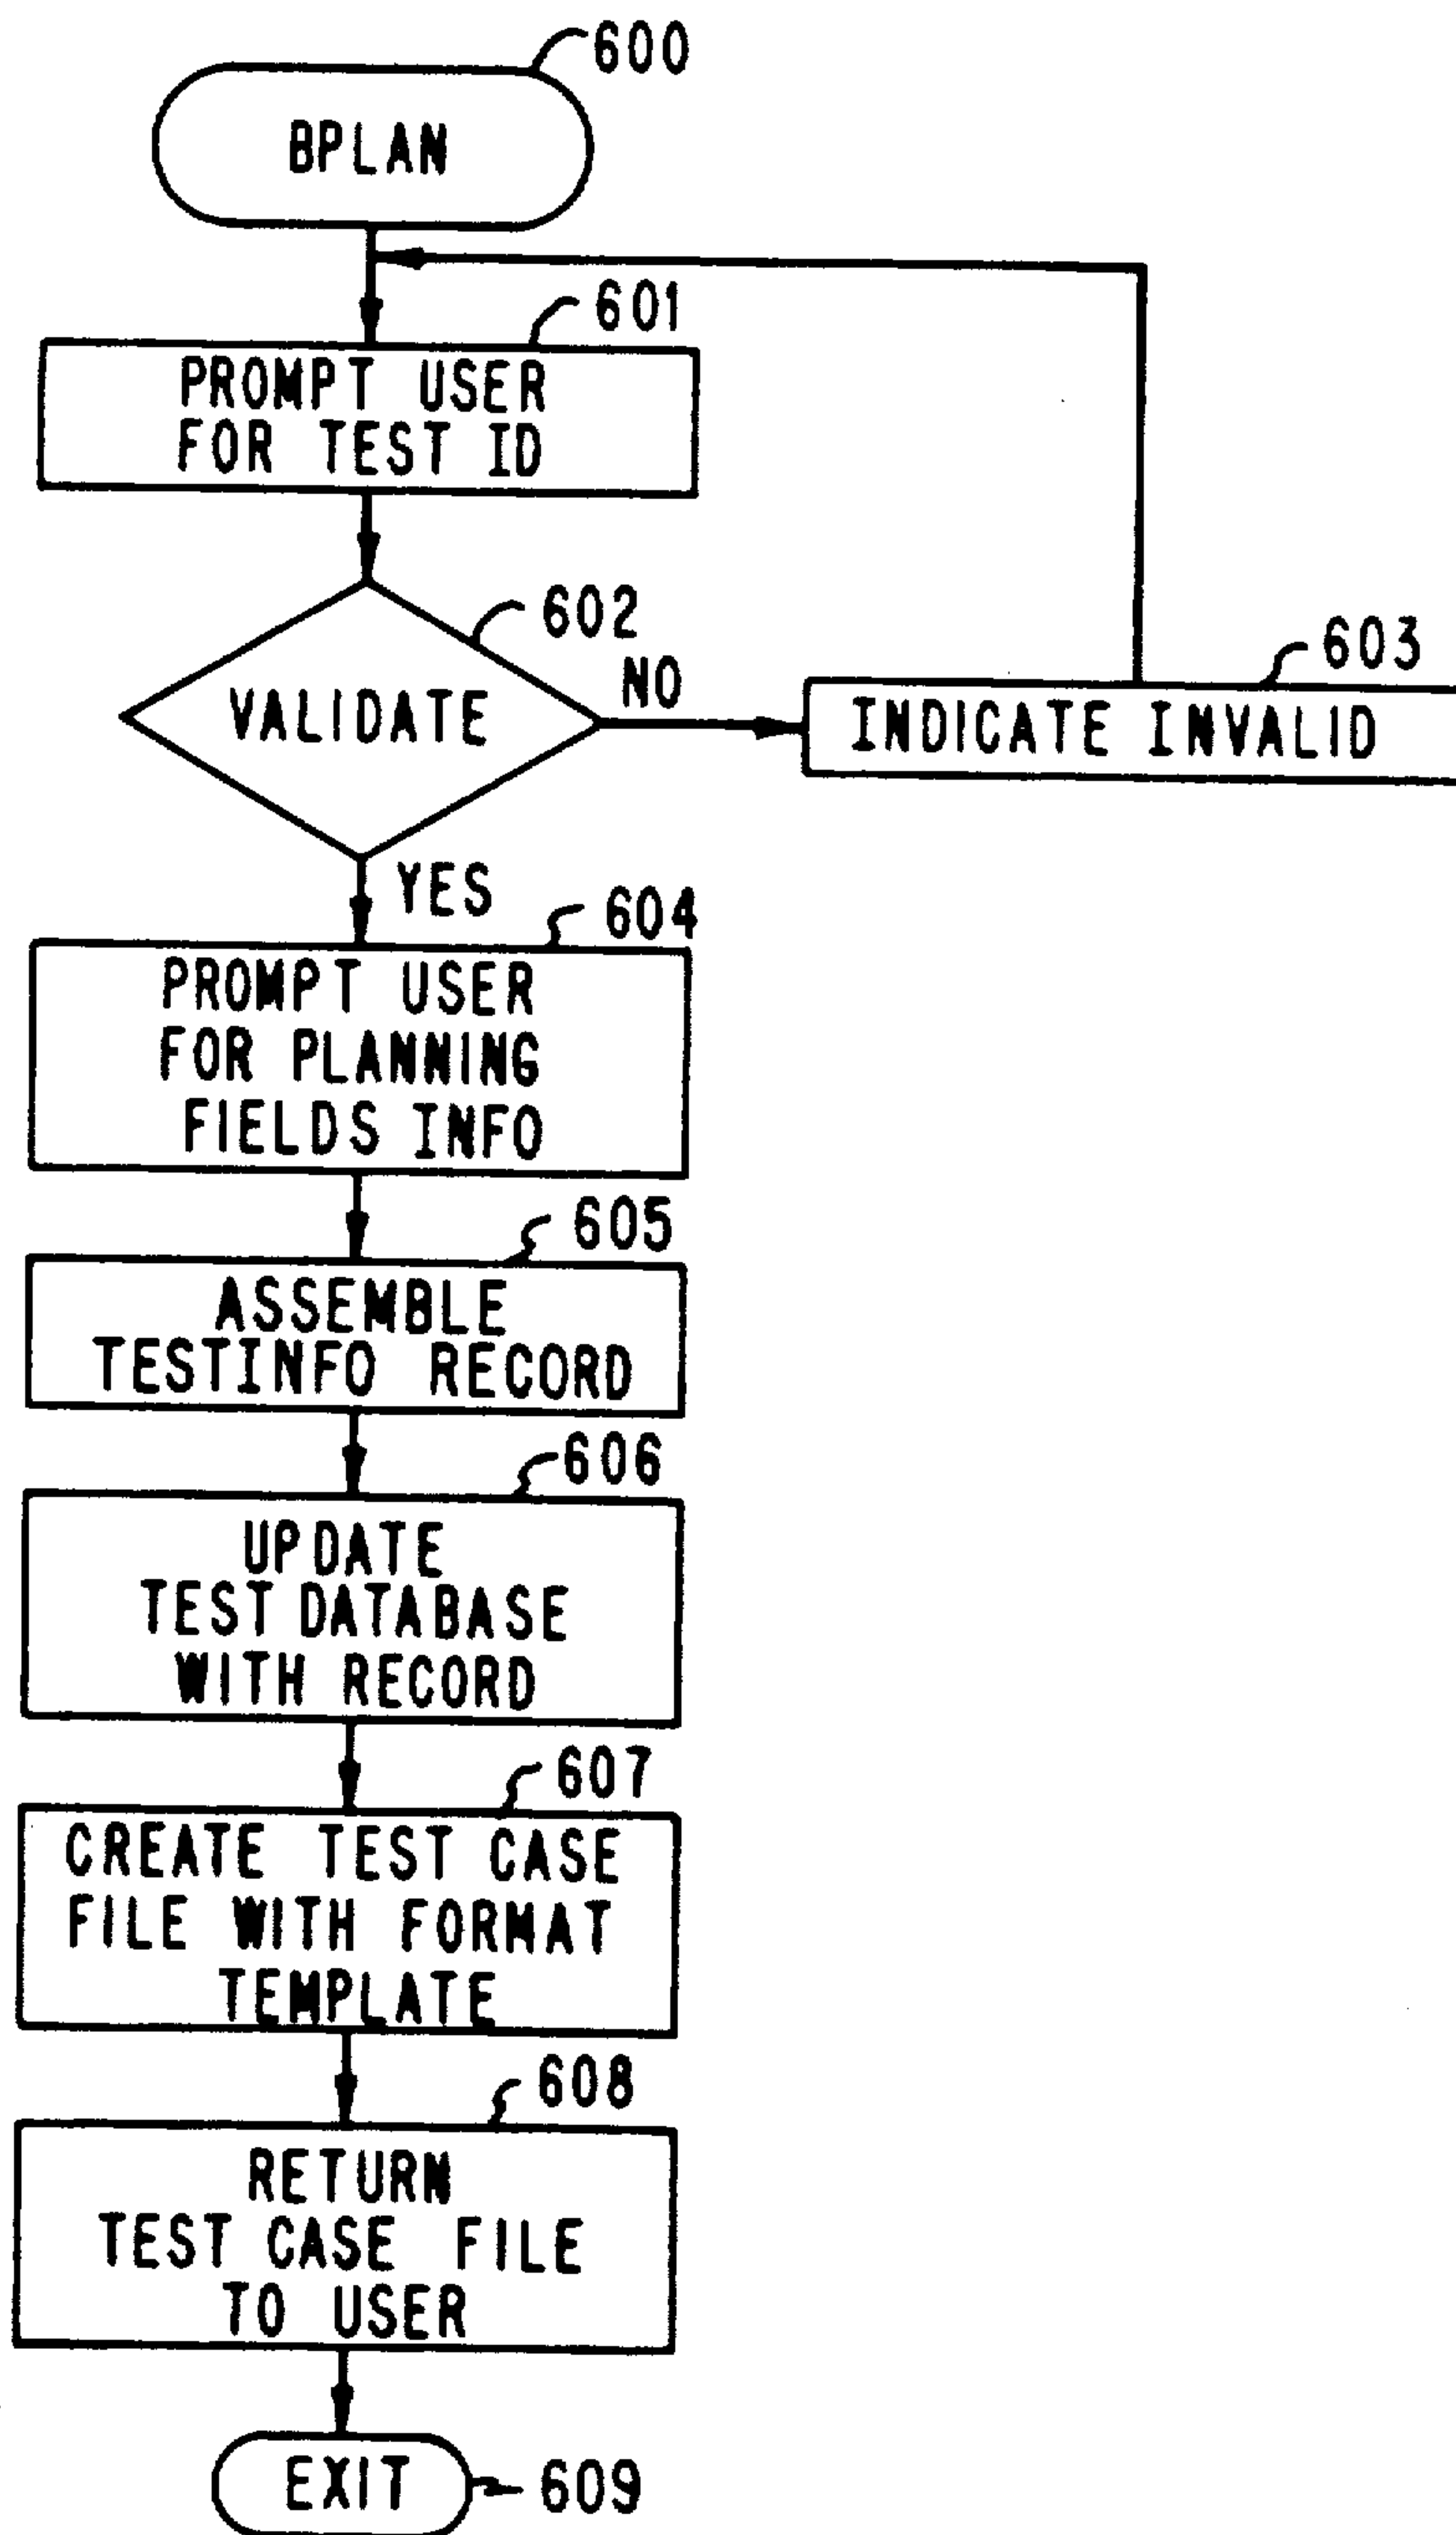 600
BPLAN
601
PROMPT USER
FOR TEST ID
602
VALIDATE
NO
603
INDICATE INVALID
YES
604
PROMPT USER
FOR PLANNING
FIELDS INFO
605
ASSEMBLE
TESTINFO RECORD
606
UPDATE
TEST DATABASE
WITH RECORD
607
CREATE TEST CASE
FILE WITH FORMAT
TEMPLATE
608
RETURN
TEST CASE FILE
TO USER
EXIT
609